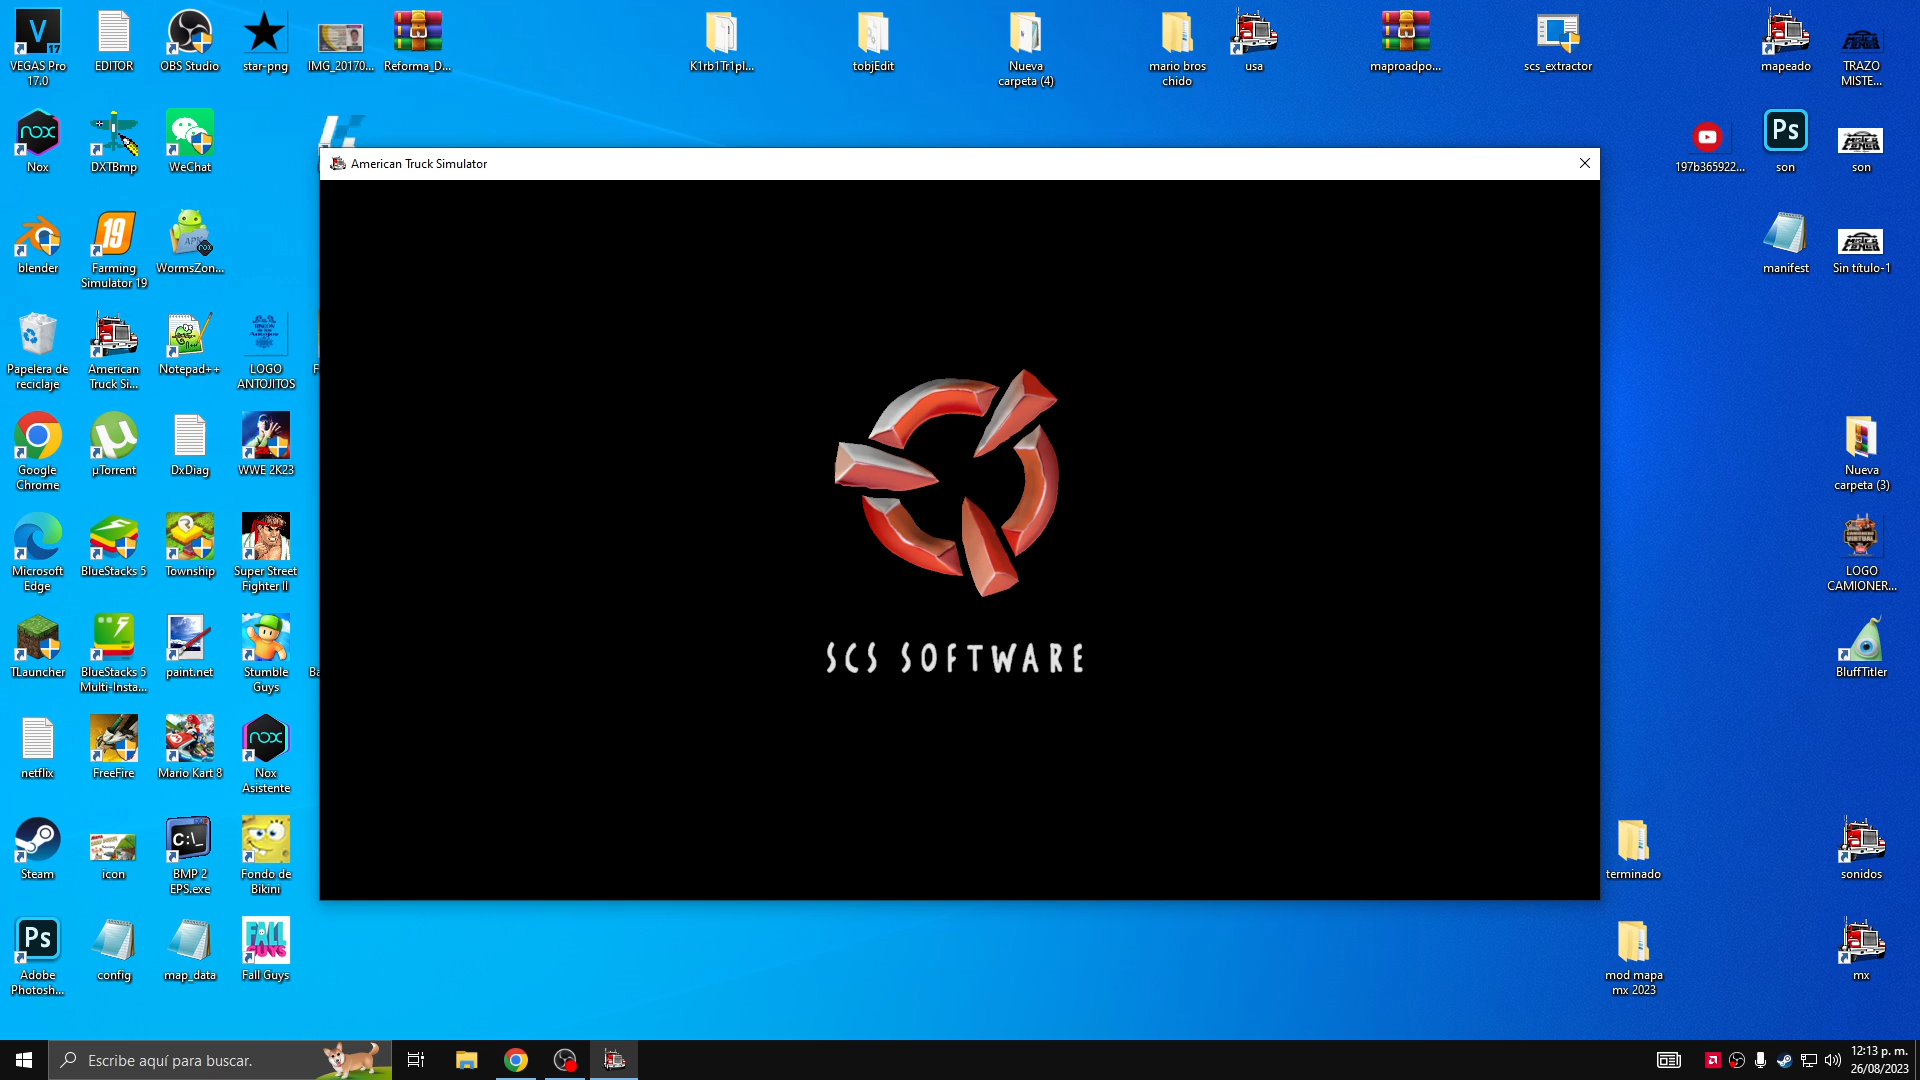 VEGAS Pro
17.0
EDITOR
OBS Studio
star-png
IMG_20170...
Reforma_D...
K1rb1Tr1pl...
tobjEdit
Nueva
carpeta (4)
mario bros
chido
usa
maproadpo...
scs_extractor
mapeado
TRAZO
MISTE...
Nox
DXTBmp
WeChat
American Truck Simulator
197b365922...
son
son
blender
Farming
Simulator 19
WormsZon...
manifest
Sin título-1
Papelera de
reciclaje
American
Truck Si...
Notepad++
LOGO
ANTOJITOS
Google
Chrome
µTorrent
DxDiag
WWE 2K23
Nueva
carpeta (3)
Microsoft
Edge
BlueStacks 5
Township
Super Street
Fighter II
LOGO
CAMIONER...
SCS SOFTWARE
TLauncher
BlueStacks 5
Multi-Insta...
paint.net
Stumble
Guys
BluffTitler
netflix
FreeFire
Mario Kart 8
Nox
Asistente
Steam
icon
BMP 2
EPS.exe
Fondo de
Bikini
terminado
sonidos
Adobe
Photosh...
config
map_data
Fall Guys
mod mapa
mx 2023
mx
Escribe aquí para buscar.
12:13 p. m.
26/08/2023